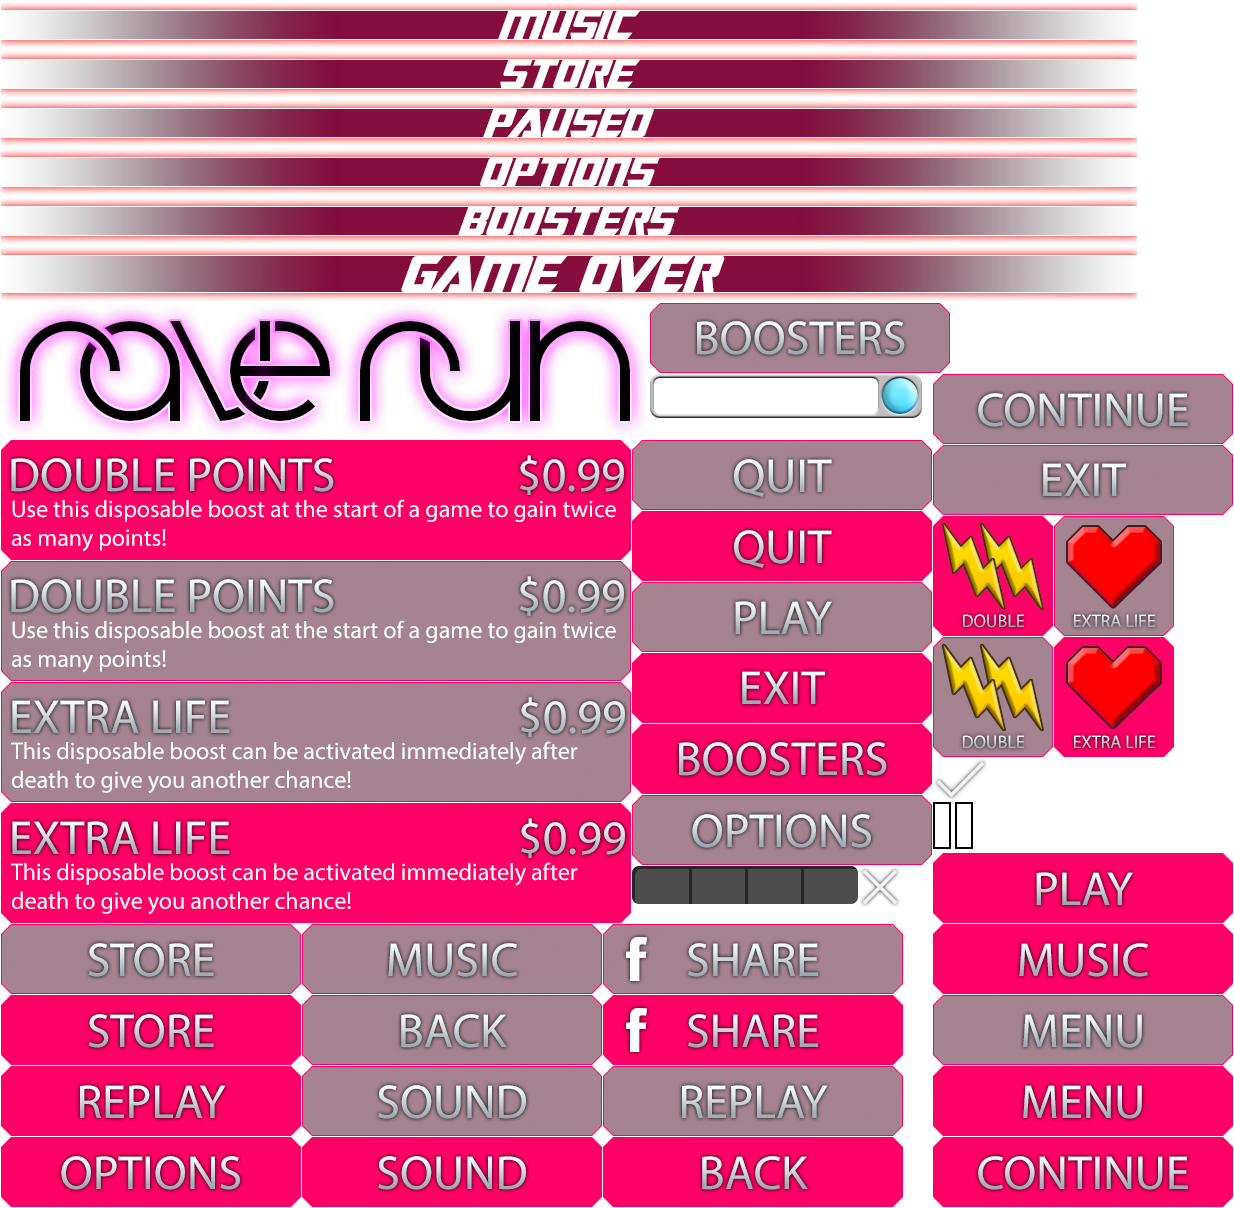 MUSIC
STORE
PAUSED
OPTIONS
BOOSTERS
GAME OVER
rave run
BOOSTERS
CONTINUE
EXIT
DOUBLE POINTS $0.99
Use this disposable boost at the start of a game to gain twice
as many points!
DOUBLE POINTS $0.99
Use this disposable boost at the start of a game to gain twice
as many points!
EXTRA LIFE $0.99
This disposable boost can be activated immediately after
death to give you another chance!
EXTRA LIFE $0.99
This disposable boost can be activated immediately after
death to give you another chance!
QUIT
QUIT
PLAY
EXIT
BOOSTERS
OPTIONS
DOUBLE
EXTRA LIFE
DOUBLE
EXTRA LIFE
STORE
MUSIC
f SHARE
STORE
BACK
f SHARE
REPLAY
SOUND
REPLAY
OPTIONS
SOUND
BACK
PLAY
MUSIC
MENU
MENU
CONTINUE